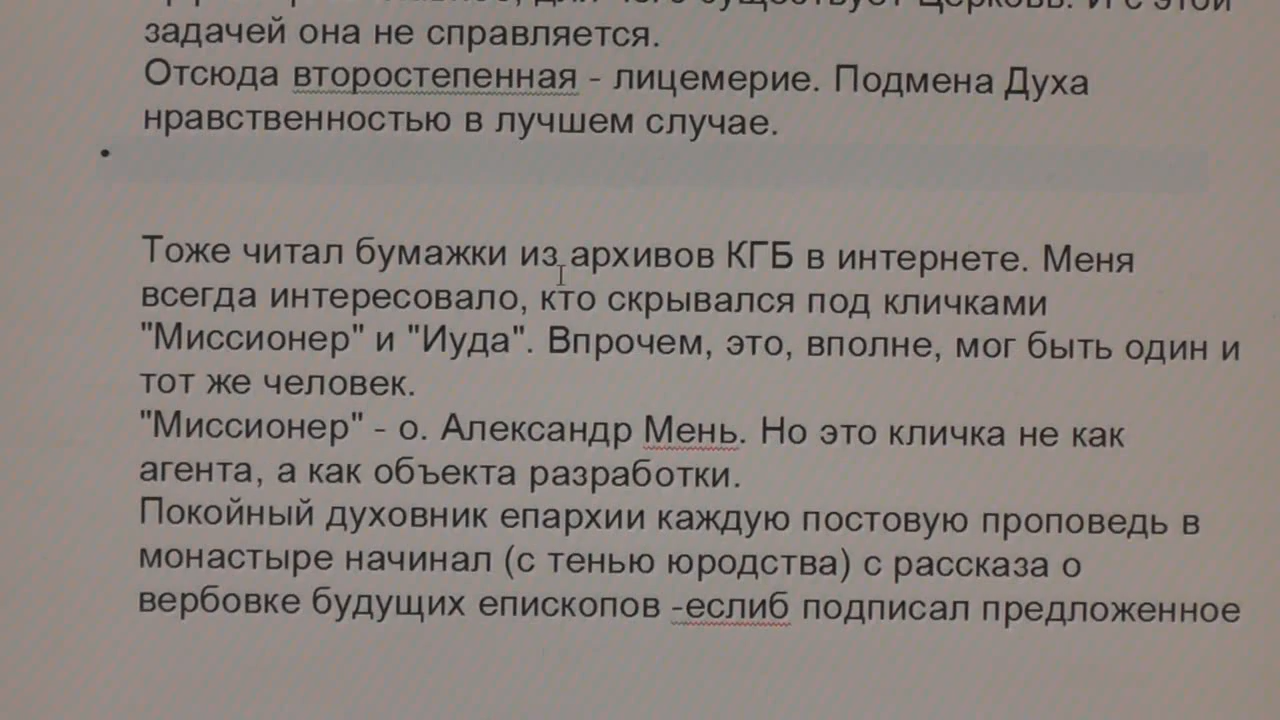 существует Церковь. И с этой
задачей она не справляется.
Отсюда второстепенная - лицемерие. Подмена Духа
нравственностью в лучшем случае.
Тоже читал бумажки из архивов КГБ в интернете. Меня
всегда интересовало, кто скрывался под кличками
"Миссионер" и "Иуда". Впрочем, это, вполне, мог быть один и
тот же человек.
"Миссионер" - о. Александр Мень. Но это кличка не как
агента, а как объекта разработки.
Покойный духовник епархии каждую постовую проповедь в
монастыре начинал (с тенью юродства) с рассказа о
вербовке будущих епископов -еслиб подписал предложенное